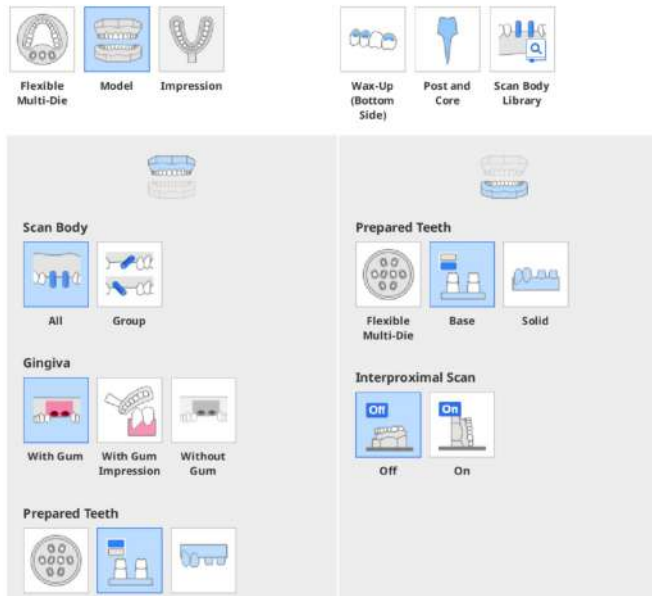 Flexible
Multi-Die
Model
Impression
Wax-Up
(Bottom
Side)
Post and
Core
Scan Body
Library
Scan Body
All
Group
Gingiva
With Gum
With Gum
Impression
Without
Gum
Prepared Teeth
Prepared Teeth
Flexible
Multi-Die
Base
Solid
Interproximal Scan
Off
On
Off
On